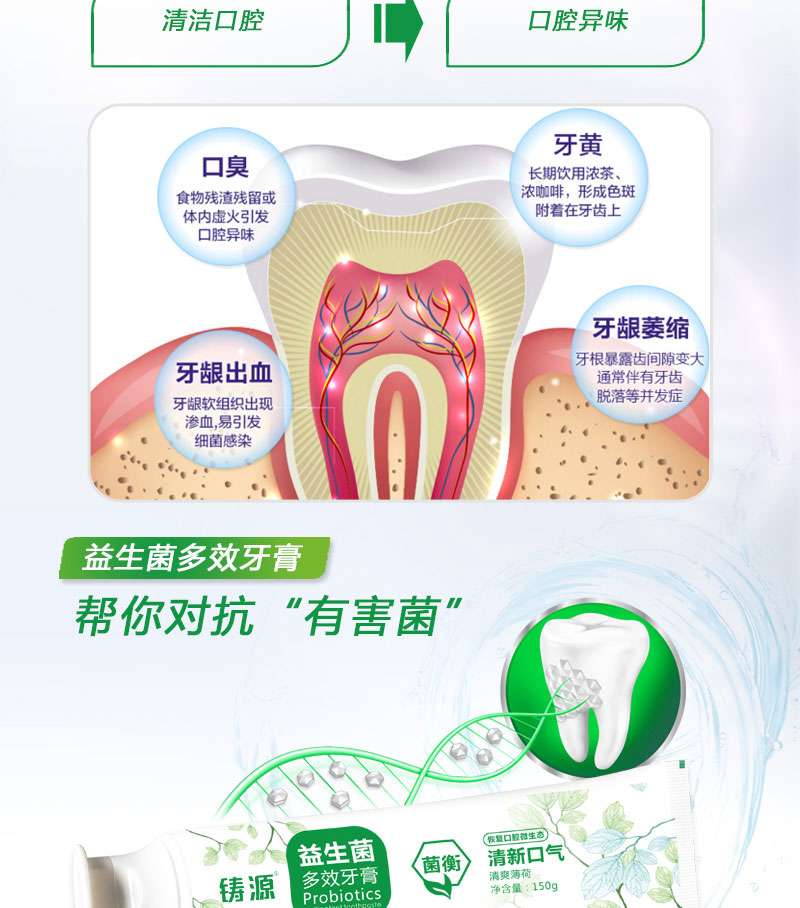 清洁口腔
口腔异味
口臭
食物残渣残留或
体内虚火引发
口腔异味
牙黄
长期饮用浓茶、
浓咖啡，形成色斑
附着在牙齿上
牙龈出血
牙龈软组织出现
渗血,易引发
细菌感染
牙龈萎缩
牙根暴露齿间隙变大
通常伴有牙齿
脱落等并发症
益生菌多效牙膏
帮你对抗“有害菌”
铸源
益生菌
多效牙膏
Probiotics
菌衡
恢复口腔微生态
清新口气
清爽薄荷
净含量：150g